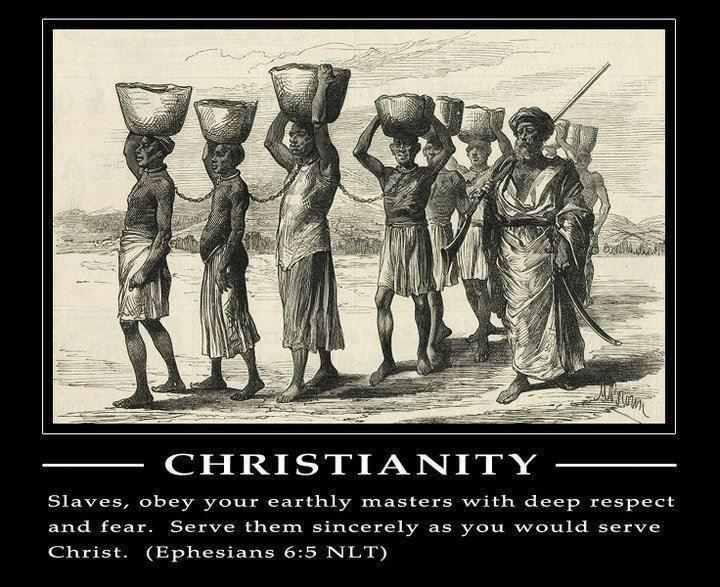 CHRISTIANITY
Slaves, obey your earthly masters with deep respect
and fear. Serve them sincerely as you would serve
Christ. (Ephesians 6:5 NLT)